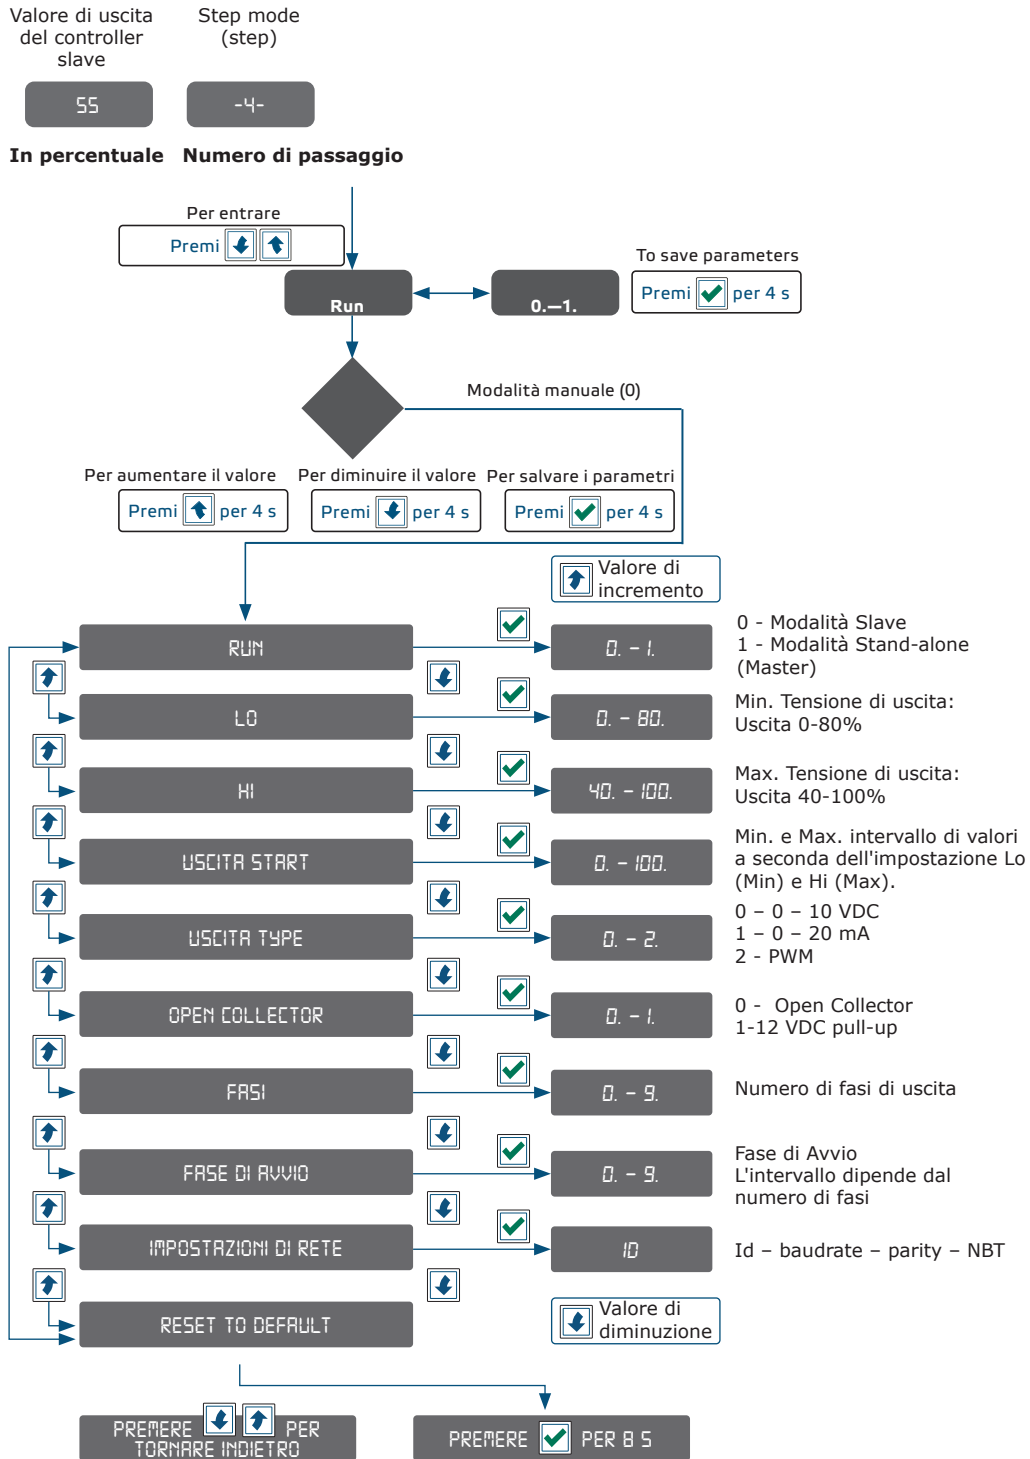 Valore di uscita
del controller
slave
Step mode
(step)
55
-4-
In percentuale
Numero di passaggio
Per entrare
Premi
To save parameters
Premi per 4 s
Run
0.—1.
Modalità manuale (0)
Per aumentare il valore
Premi per 4 s
Per diminuire il valore
Premi per 4 s
Per salvare i parametri
Premi per 4 s
Valore di
incremento
RUN
0. – 1.
0 - Modalità Slave
1 - Modalità Stand-alone
(Master)
LO
0. – 80.
Min. Tensione di uscita:
Uscita 0-80%
HI
40. – 100.
Max. Tensione di uscita:
Uscita 40-100%
USCITA START
0. – 100.
Min. e Max. intervallo di valori
a seconda dell'impostazione Lo
(Min) e Hi (Max).
USCITA TYPE
0. – 2.
0 – 0 – 10 VDC
1 – 0 – 20 mA
2 - PWM
OPEN COLLECTOR
0. – 1.
0 - Open Collector
1-12 VDC pull-up
FASI
0. – 9.
Numero di fasi di uscita
FASE DI AVVIO
0. – 9.
Fase di Avvio
L'intervallo dipende dal
numero di fasi
IMPOSTAZIONI DI RETE
ID
Id – baudrate – parity – NBT
RESET TO DEFAULT
Valore di
diminuzione
PREMERE PER
TORNARE INDIETRO
PREMERE PER 8 S